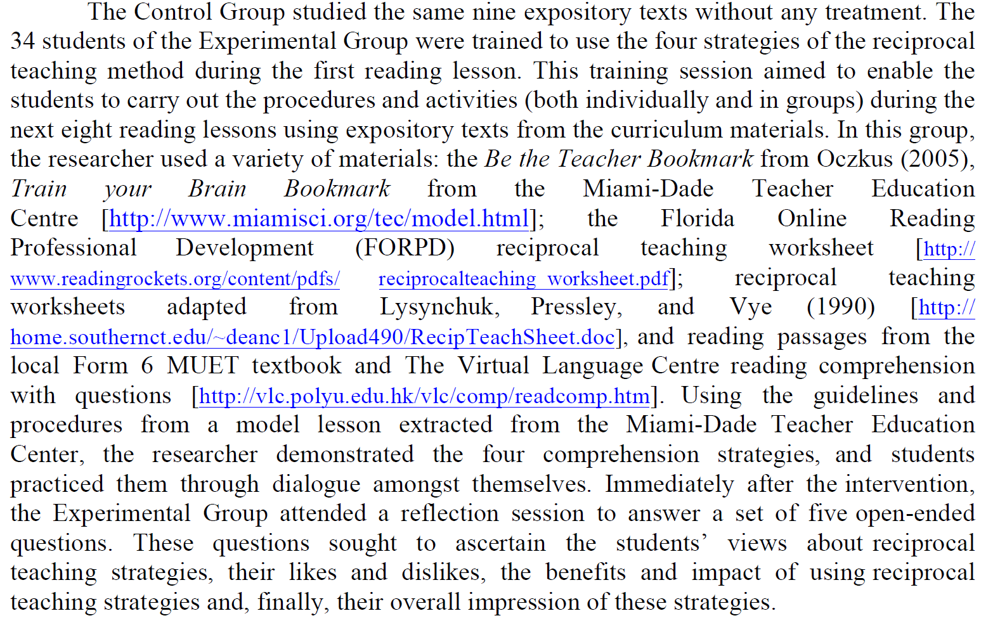 The Control Group studied the same nine expository texts without any treatment. The
34 students of the Experimental Group were trained to use the four strategies of the reciprocal
teaching method during the first reading lesson. This training session aimed to enable the
students to carry out the procedures and activities (both individually and in groups) during the
next eight reading lessons using expository texts from the curriculum materials. In this group,
the researcher used a variety of materials: the Be the Teacher Bookmark from Oczkus (2005),
Train your Brain Bookmark from the Miami-Dade Teacher Education
Centre [http://www.miamisci.org/tec/model.html]; the Florida Online Reading
Professional Development (FORPD) reciprocal teaching worksheet [http://
www.readingrockets.org/content/pdfs/ reciprocalteaching_worksheet.pdf]; reciprocal teaching
worksheets adapted from Lysynchuk, Pressley, and Vye (1990) [http://
home.southernct.edu/~deanc1/Upload490/RecipTeachSheet.doc], and reading passages from the
local Form 6 MUET textbook and The Virtual Language Centre reading comprehension
with questions [http://vlc.polyu.edu.hk/vlc/comp/readcomp.htm]. Using the guidelines and
procedures from a model lesson extracted from the Miami-Dade Teacher Education
Center, the researcher demonstrated the four comprehension strategies, and students
practiced them through dialogue amongst themselves. Immediately after the intervention,
the Experimental Group attended a reflection session to answer a set of five open-ended
questions. These questions sought to ascertain the students’ views about reciprocal
teaching strategies, their likes and dislikes, the benefits and impact of using reciprocal
teaching strategies and, finally, their overall impression of these strategies.